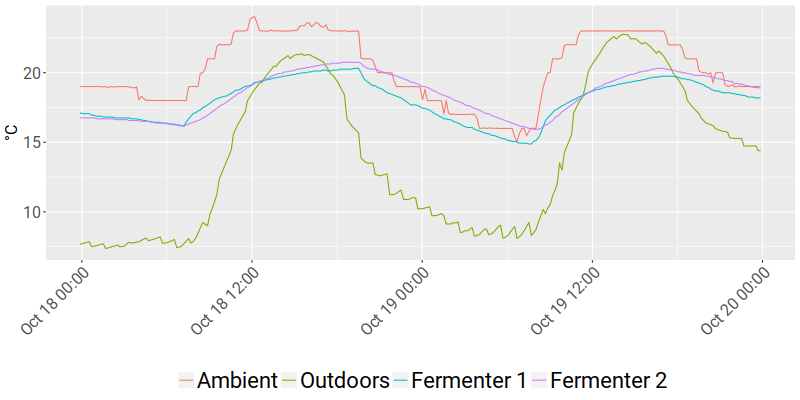 °C
20
15
10
Oct 18 00:00
Oct 18 12:00
Oct 19 00:00
Oct 19 12:00
Oct 20 00:00
Ambient Outdoors Fermenter 1 Fermenter 2